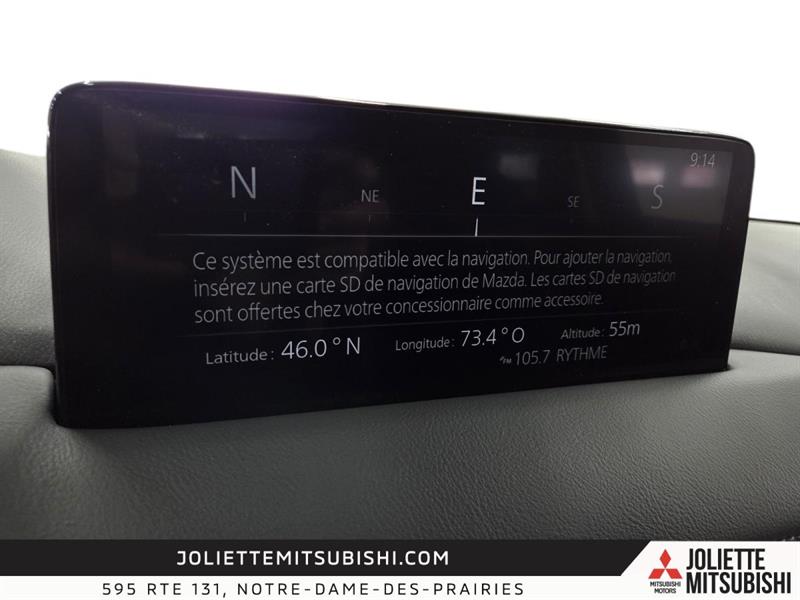 9:14
N NE E SE S
Ce système est compatible avec la navigation. Pour ajouter la navigation,
insérez une carte SD de navigation de Mazda. Les cartes SD de navigation
sont offertes chez votre concessionnaire comme accessoire.
Latitude : 46.0 ° N Longitude : 73.4 ° O Altitude : 55m
FM 105.7 RYTHME
JOLIETTEMITSUBISHI.COM
595 RTE 131, NOTRE-DAME-DES-PRAIRIES
MITSUBISHI
MOTORS
JOLIETTE
MITSUBISHI